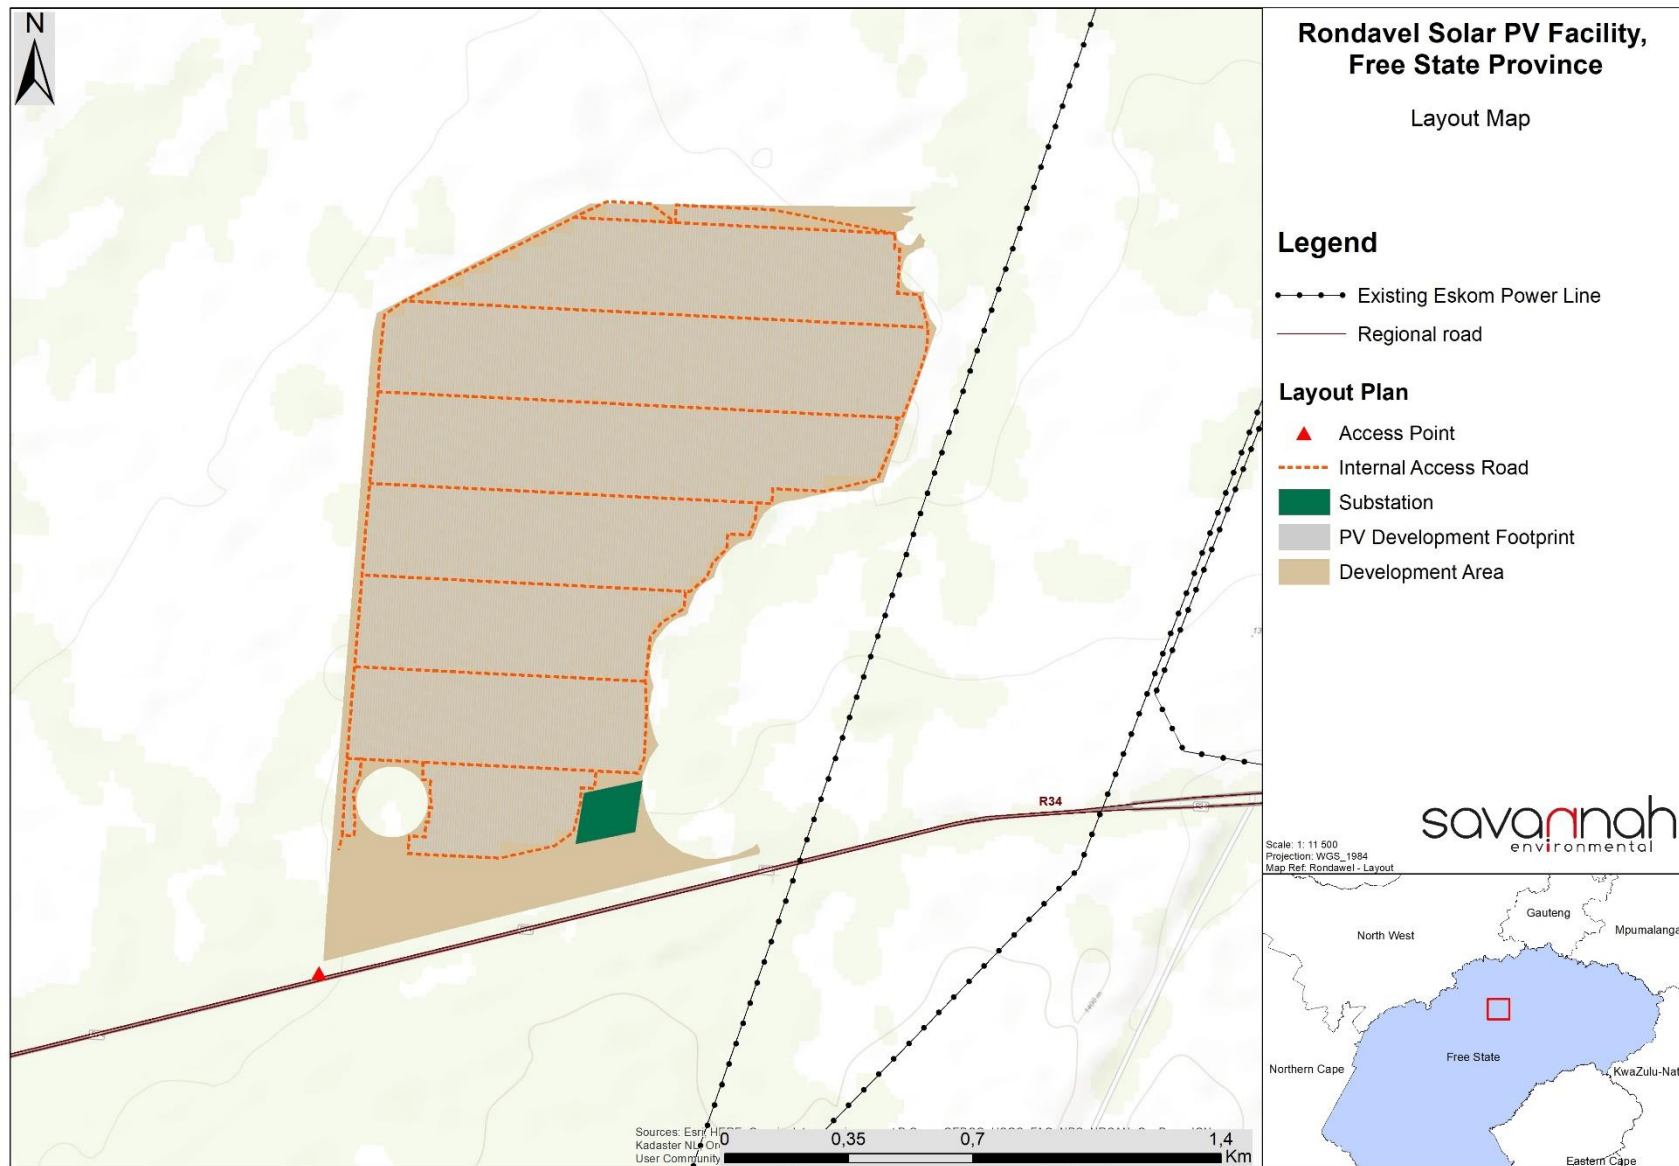 N
Rondavel Solar PV Facility,
Free State Province
Layout Map
Legend
Existing Eskom Power Line
Regional road
Layout Plan
Access Point
Internal Access Road
Substation
PV Development Footprint
Development Area
R34
savannah
environmental
Scale: 1: 11 500
Projection: WGS_1984
Map Ref: Rondawel - Layout
Gauteng
North West
Mpumalanga
Free State
Northern Cape
KwaZulu-Nat
Eastern Cape
Sources: Esri, HERE,
Kadaster NL,
User Community
0 0,35 0,7 1,4
Km